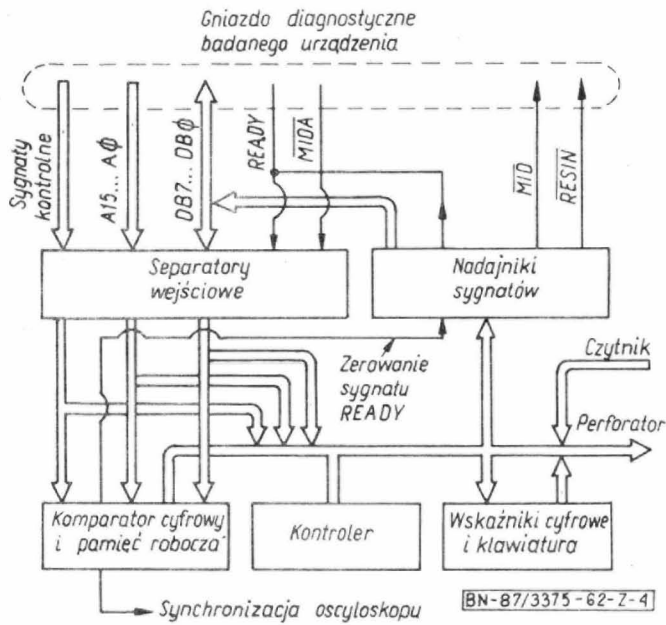 Gniazdo diagnostyczne
badanego urządzenia
Sygnały
kontrolne
A15... AΦ
DB7... DBΦ
READY
MIDA
MID
RESIN
Separatory
wejściowe
Nadajniki
sygnałów
Zerowanie
sygnału
READY
Czytnik
Perforator
Komparator cyfrowy
i pamięć robocza
Kontroler
Wskaźniki cyfrowe
i klawiatura
Synchronizacja oscyloskopu
BN-87/3375-62-Z-4